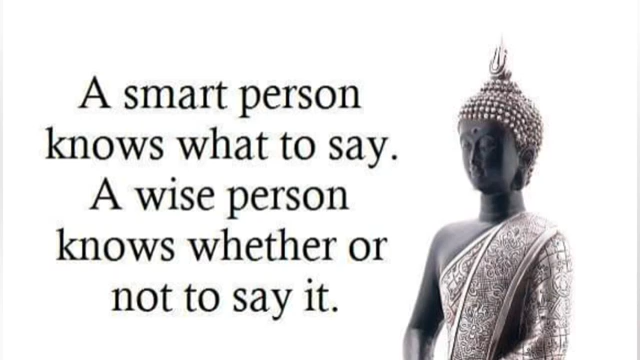 A smart person
knows what to say.
A wise person
knows whether or
not to say it.